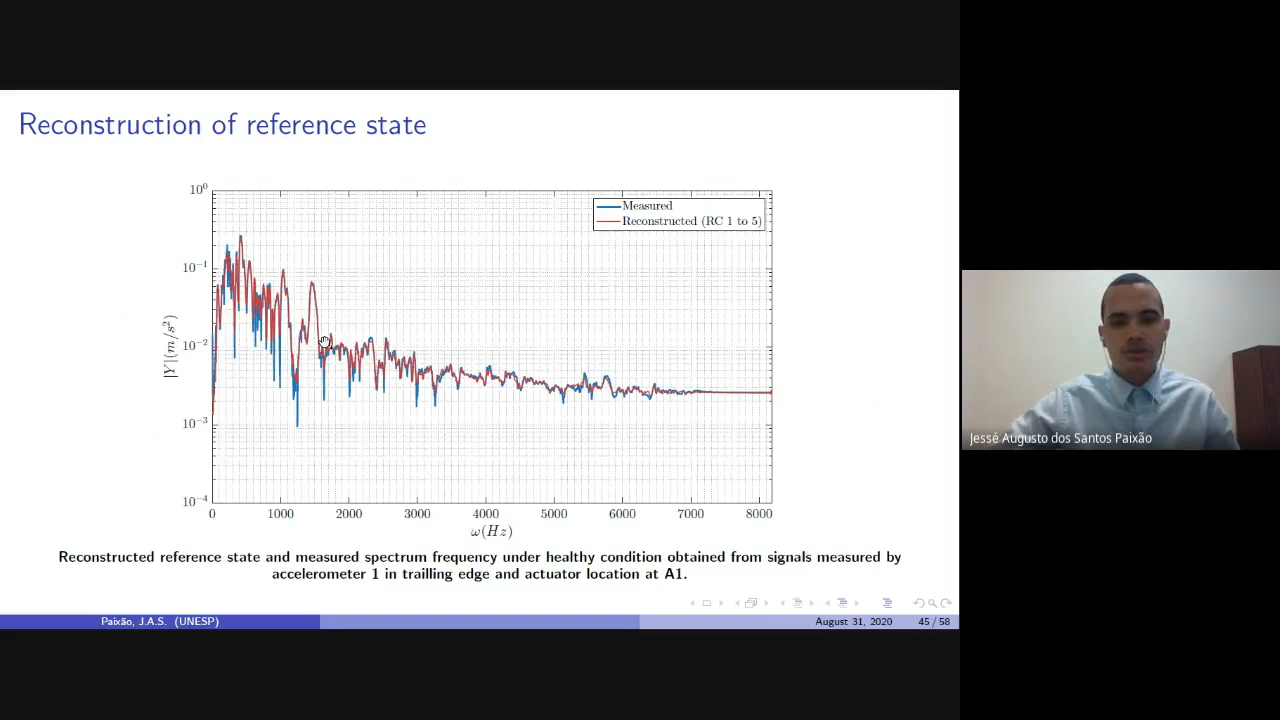 Reconstruction of reference state
10⁰
10⁻¹
10⁻²
10⁻³
10⁻⁴
|Y|(m/s²)
Measured
Reconstructed (RC 1 to 5)
0 1000 2000 3000 4000 5000 6000 7000 8000
ω(Hz)
Reconstructed reference state and measured spectrum frequency under healthy condition obtained from signals measured by
accelerometer 1 in trailling edge and actuator location at A1.
Paixão, J.A.S. (UNESP)
August 31, 2020
45 / 58
Jessé Augusto dos Santos Paixão